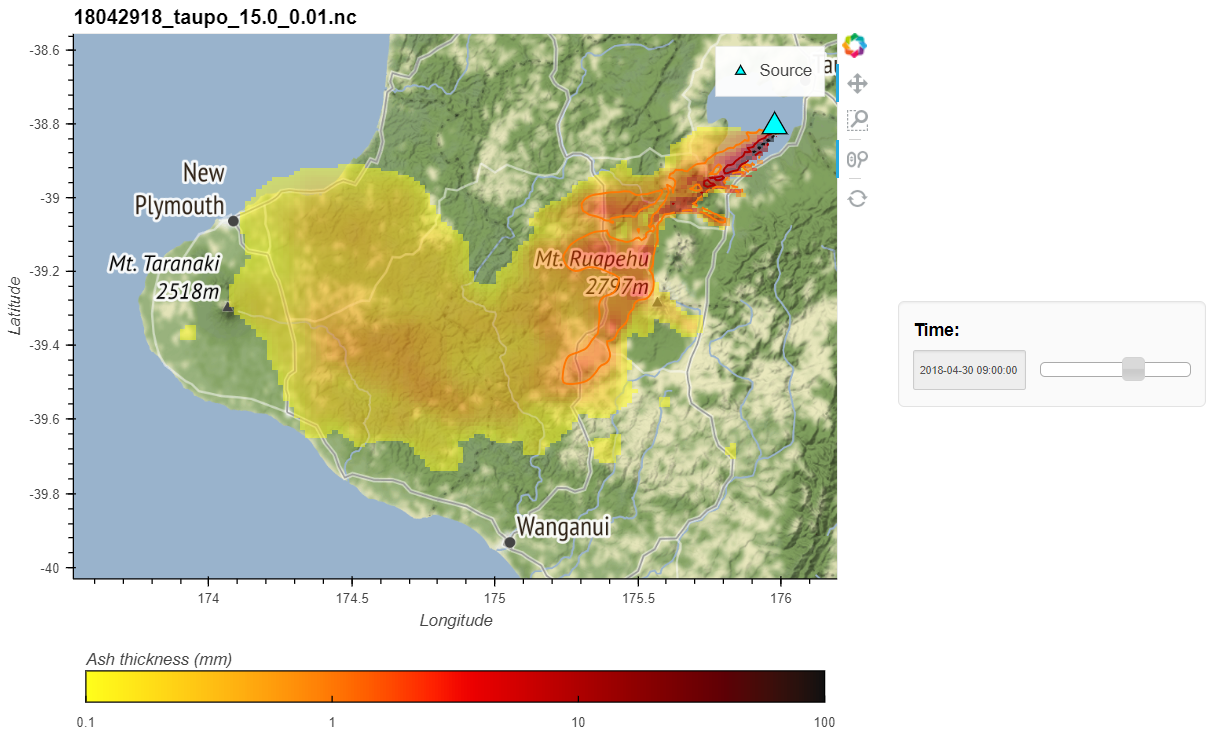 18042918_taupo_15.0_0.01.nc
Source
New
Plymouth
Mt. Taranaki
2518m
Mt. Ruapehu
2797m
Wanganui
-38.6
-38.8
-39
-39.2
-39.4
-39.6
-39.8
-40
Latitude
174
174.5
175
175.5
176
Longitude
Time:
2018-04-30 09:00:00
Ash thickness (mm)
0.1
1
10
100